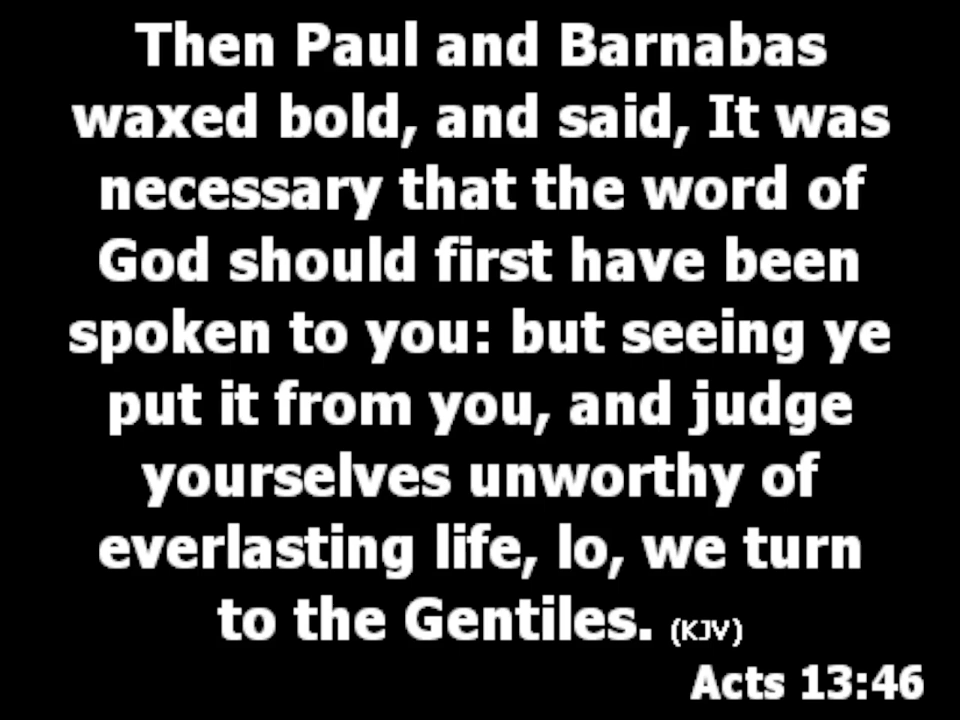 Then Paul and Barnabas
waxed bold, and said, It was
necessary that the word of
God should first have been
spoken to you: but seeing ye
put it from you, and judge
yourselves unworthy of
everlasting life, lo, we turn
to the Gentiles. (KJV)
Acts 13:46